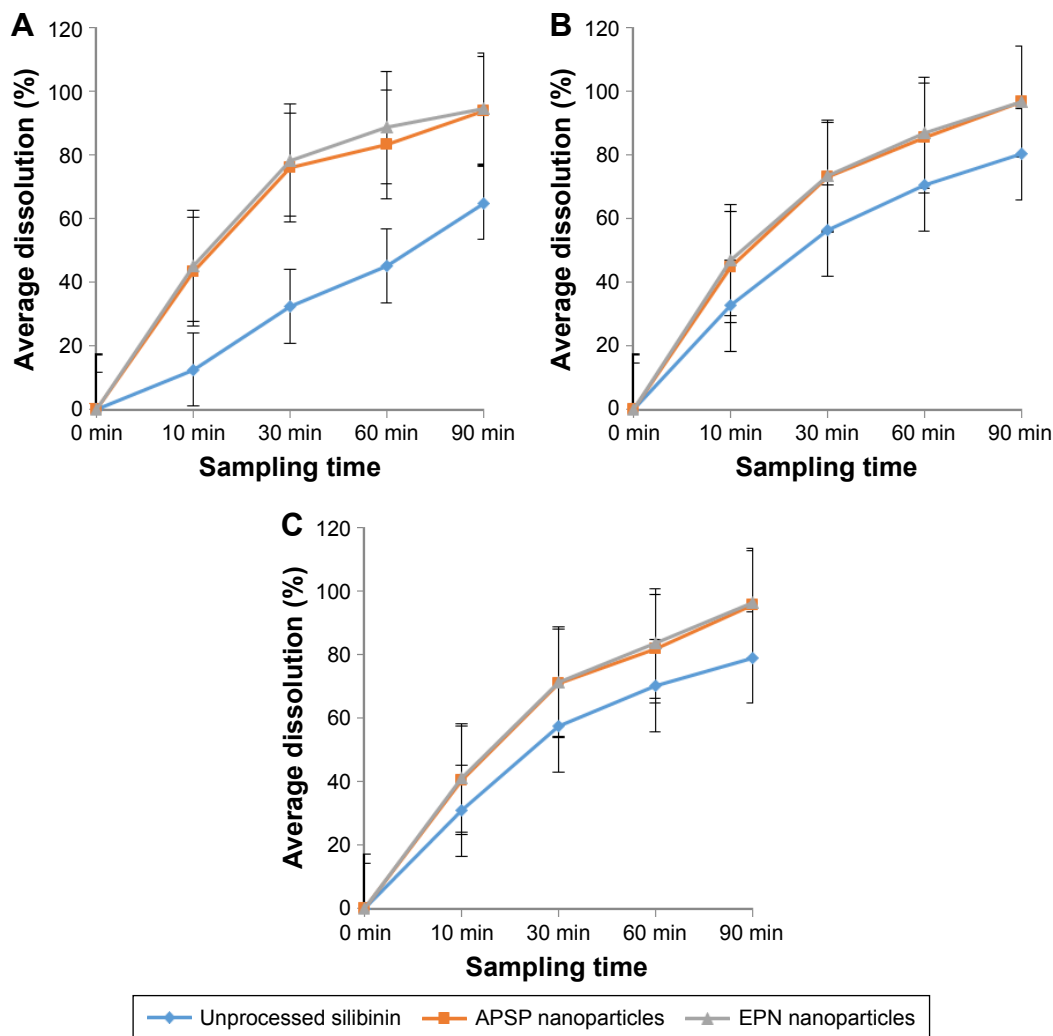 A
Average dissolution (%)
120
100
80
60
40
20
0
0 min 10 min 30 min 60 min 90 min
Sampling time
B
Average dissolution (%)
120
100
80
60
40
20
0
0 min 10 min 30 min 60 min 90 min
Sampling time
C
Average dissolution (%)
120
100
80
60
40
20
0
0 min 10 min 30 min 60 min 90 min
Sampling time
Unprocessed silibinin APSP nanoparticles EPN nanoparticles